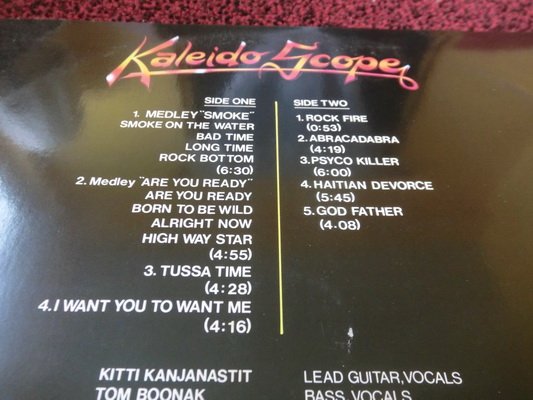 Kaleido Scope
SIDE ONE
1. MEDLEY "SMOKE"
SMOKE ON THE WATER
BAD TIME
LONG TIME
ROCK BOTTOM
(6:30)
2. Medley "ARE YOU READY"
ARE YOU READY
BORN TO BE WILD
ALRIGHT NOW
HIGH WAY STAR
(4:55)
3. TUSSA TIME
(4:28)
4. I WANT YOU TO WANT ME
(4:16)
SIDE TWO
1. ROCK FIRE
(0:53)
2. ABRACADABRA
(4:19)
3. PSYCO KILLER
(6:00)
4. HAITIAN DEVORCE
(5:45)
5. GOD FATHER
(4.08)
KITTI KANJANASTIT LEAD GUITAR, VOCALS
TOM BOONAK BASS VOCALS